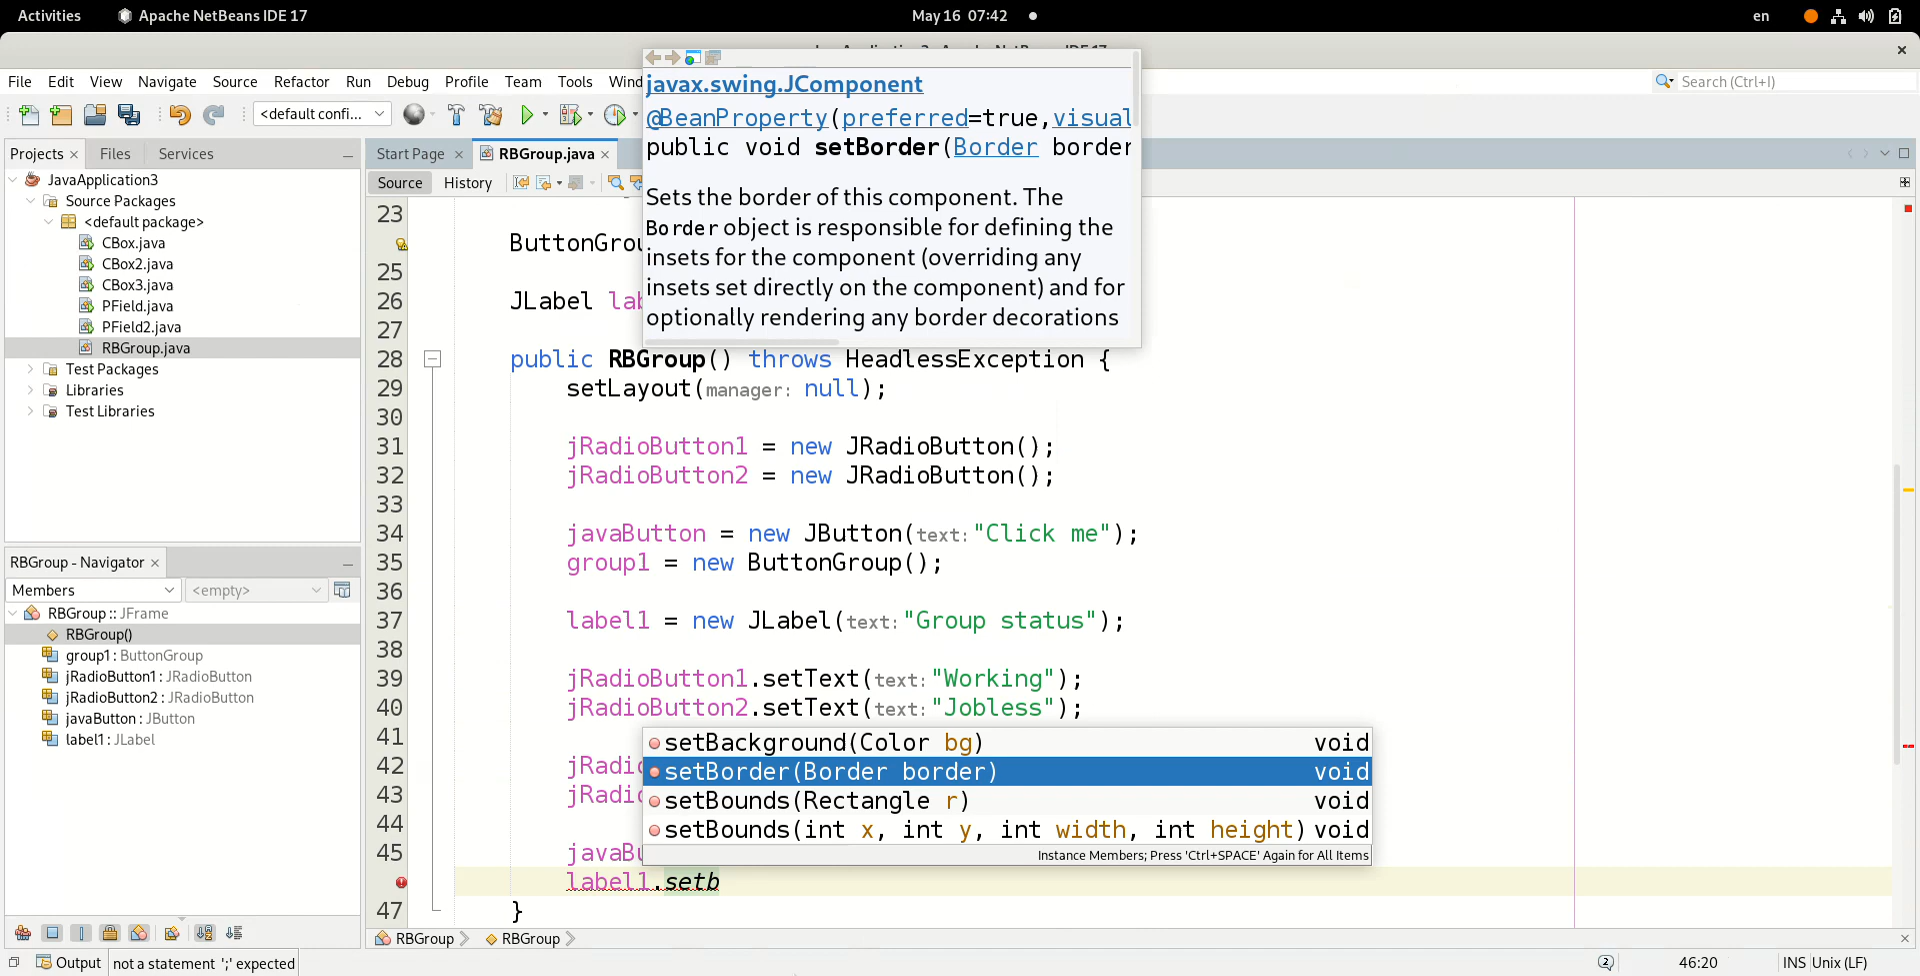 Activities
Apache NetBeans IDE 17
May 16 07:42
en
File Edit View Navigate Source Refactor Run Debug Profile Team Tools Wind
Search (Ctrl+I)
<default confi...
Projects
Files
Services
JavaApplication3
Source Packages
<default package>
CBox.java
CBox2.java
CBox3.java
PField.java
PField2.java
RBGroup.java
Test Packages
Libraries
Test Libraries
RBGroup - Navigator
Members
<empty>
RBGroup :: JFrame
RBGroup()
group1 : ButtonGroup
jRadioButton1 : JRadioButton
jRadioButton2 : JRadioButton
javaButton : JButton
label1 : JLabel
Start Page
RBGroup.java
Source
History
javax.swing.JComponent
@BeanProperty(preferred=true,visual
public void setBorder(Border border
Sets the border of this component. The
Border object is responsible for defining the
insets for the component (overriding any
insets set directly on the component) and for
optionally rendering any border decorations
23
ButtonGrou
25
26 JLabel lab
27
28 public RBGroup() throws HeadlessException {
29 setLayout(manager: null);
30
31 jRadioButton1 = new JRadioButton();
32 jRadioButton2 = new JRadioButton();
33
34 javaButton = new JButton(text:"Click me");
35 group1 = new ButtonGroup();
36
37 label1 = new JLabel(text:"Group status");
38
39 jRadioButton1.setText(text:"Working");
40 jRadioButton2.setText(text:"Jobless");
41
42 jRadio
43 jRadio
44
45 javaBu
label1.setb
47 }
setBackground(Color bg) void
setBorder(Border border) void
setBounds(Rectangle r) void
setBounds(int x, int y, int width, int height) void
Instance Members; Press 'Ctrl+SPACE' Again for All Items
RBGroup
RBGroup
Output
not a statement ';' expected
2
46:20
INS
Unix (LF)